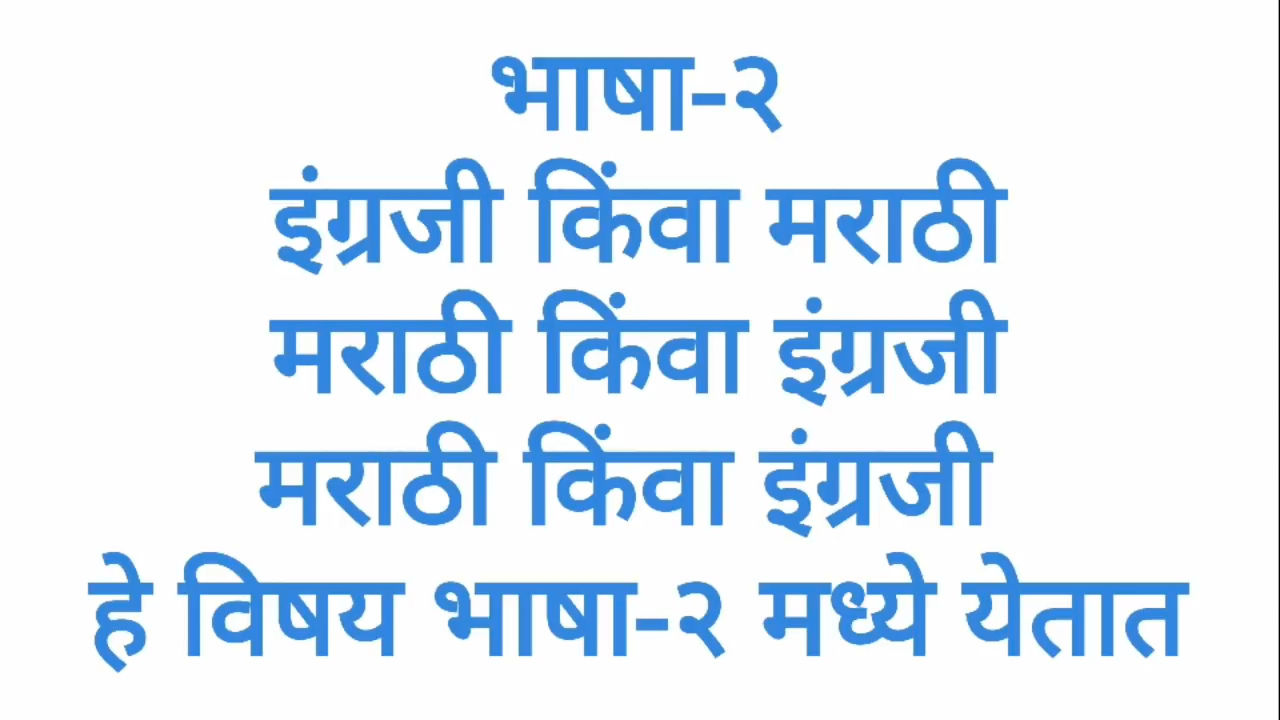 भाषा-२
इंग्रजी किंवा मराठी
मराठी किंवा इंग्रजी
मराठी किंवा इंग्रजी
हे विषय भाषा-२ मध्ये येतात